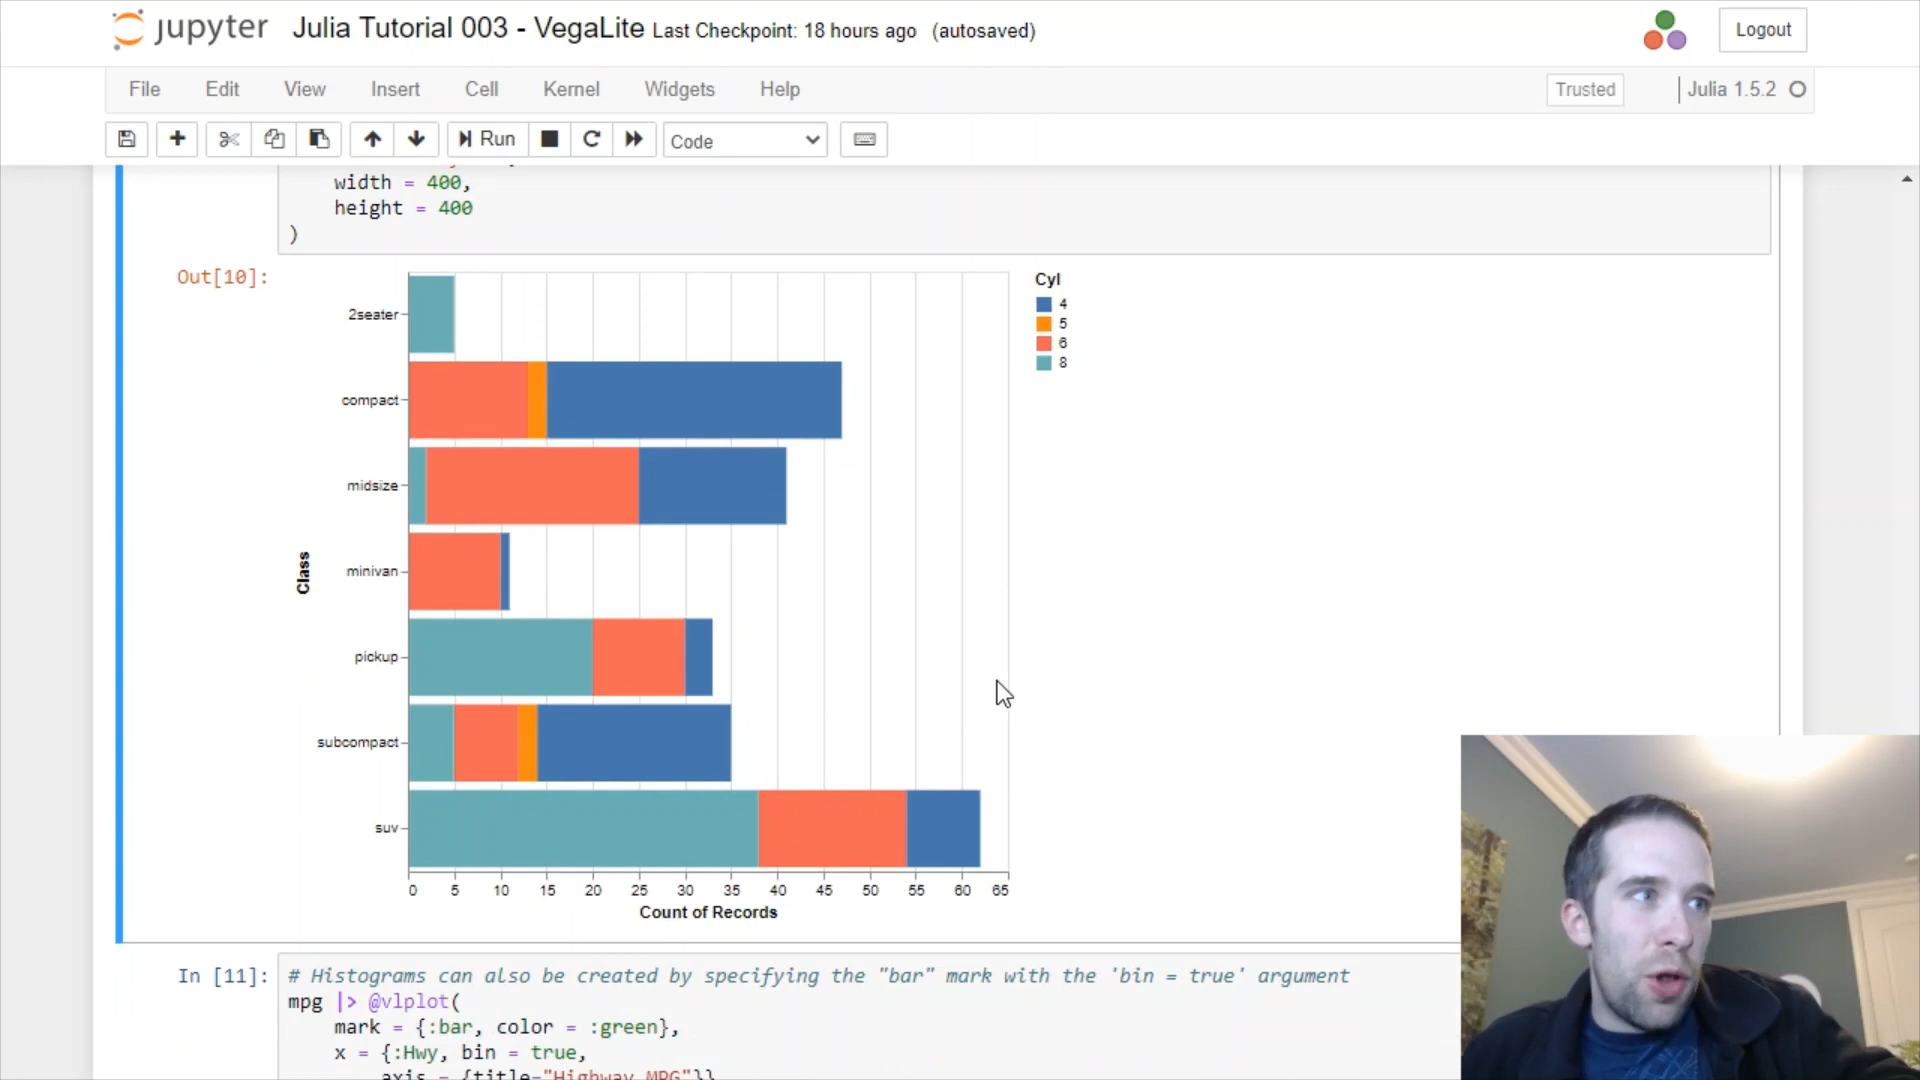 jupyter Julia Tutorial 003 - VegaLite Last Checkpoint: 18 hours ago (autosaved) Logout
File Edit View Insert Cell Kernel Widgets Help Trusted Julia 1.5.2
Run Code
width = 400,
height = 400
)
Out[10]:
Cyl
4
5
6
8
2seater
compact
midsize
minivan
pickup
subcompact
suv
Class
0 5 10 15 20 25 30 35 40 45 50 55 60 65
Count of Records
In [11]: # Histograms can also be created by specifying the "bar" mark with the 'bin = true' argument
mpg |> @vlplot(
mark = {:bar, color = :green},
x = {:Hwy, bin = true,
axis = {title="Highway MPG"}}